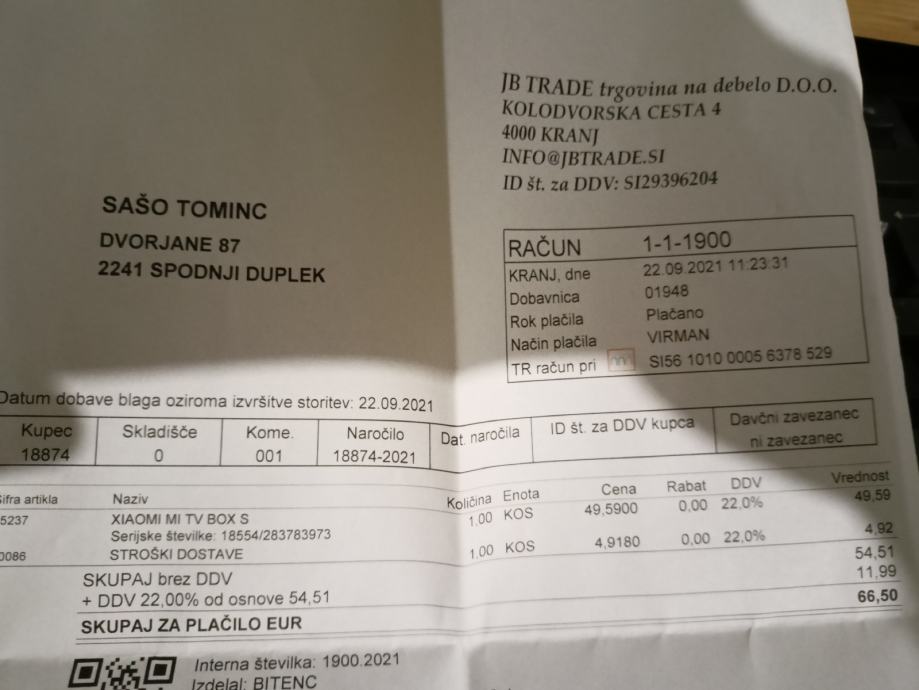 JB TRADE trgovina na debelo D.O.O.
KOLODVORSKA CESTA 4
4000 KRANJ
INFO@JBTRADE.SI
ID št. za DDV: SI29396204
SAŠO TOMINC
DVORJANE 87
2241 SPODNJI DUPLEK
RAČUN 1-1-1900
KRANJ, dne 22.09.2021 11:23:31
Dobavnica 01948
Rok plačila Plačano
Način plačila VIRMAN
TR račun pri SI56 1010 0005 6378 529
Datum dobave blaga oziroma izvršitve storitev: 22.09.2021
Kupec Skladišče Kome. Naročilo Dat. naročila ID št. za DDV kupca Davčni zavezanec
18874 0 001 18874-2021 ni zavezanec
Šifra artikla Naziv Količina Enota Cena Rabat DDV Vrednost
5237 XIAOMI MI TV BOX S 1,00 KOS 49,5900 0,00 22,0% 49,59
Serijske številke: 18554/283783973
0086 STROŠKI DOSTAVE 1,00 KOS 4,9180 0,00 22,0% 4,92
SKUPAJ brez DDV 54,51
+ DDV 22,00% od osnove 54,51 11,99
SKUPAJ ZA PLAČILO EUR 66,50
Interna številka: 1900.2021
Izdelal: BITENC